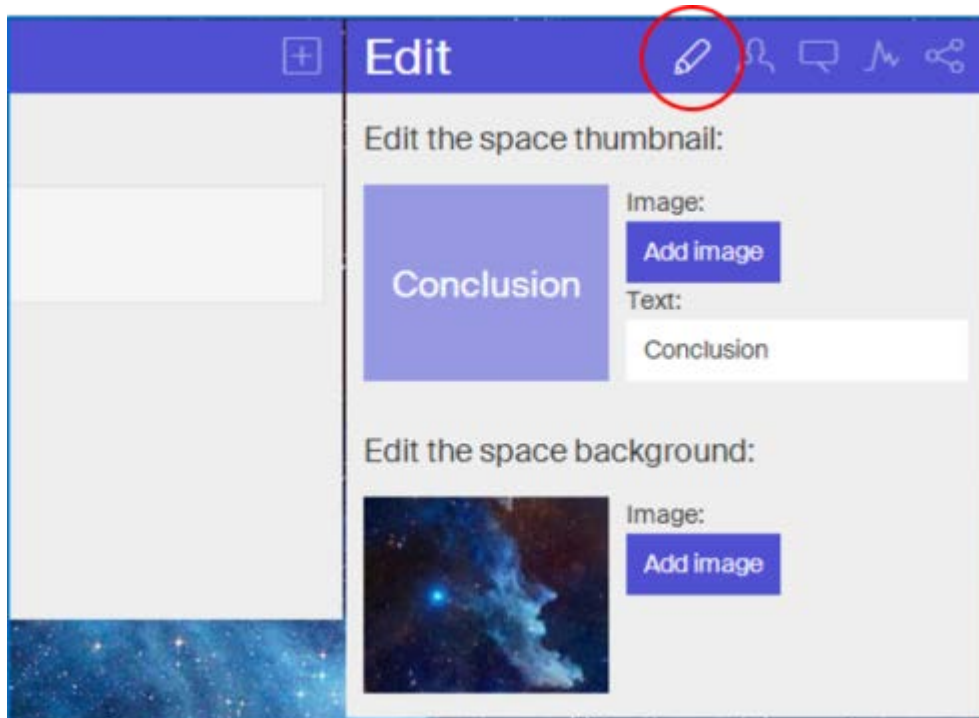 Edit
Edit the space thumbnail:
Conclusion
Image:
Add image
Text:
Conclusion
Edit the space background:
Image:
Add image